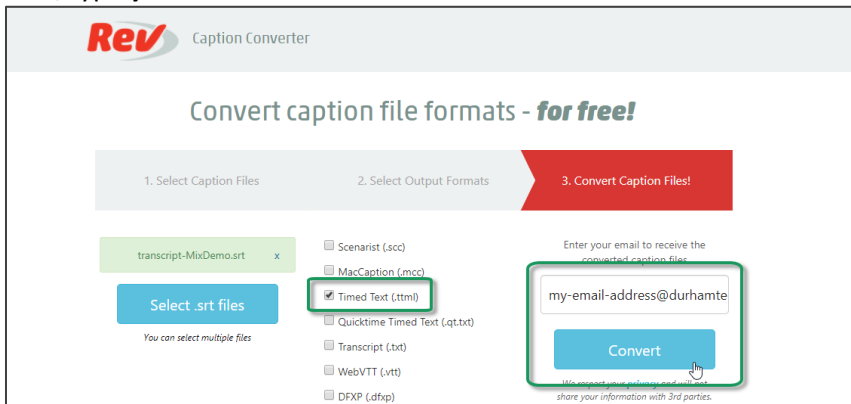 Rev Caption Converter
Convert caption file formats - for free!
1. Select Caption Files
2. Select Output Formats
3. Convert Caption Files!
transcript-MixDemo.srt x
Select .srt files
You can select multiple files
Scenarist (.scc)
MacCaption (.mcc)
Timed Text (.ttml)
Quicktime Timed Text (.qt.txt)
Transcript (.txt)
WebVTT (.vtt)
DFXP (.dfxp)
Enter your email to receive the
converted caption files
my-email-address@durhamte
Convert
We respect your privacy and will not
share your information with 3rd parties.